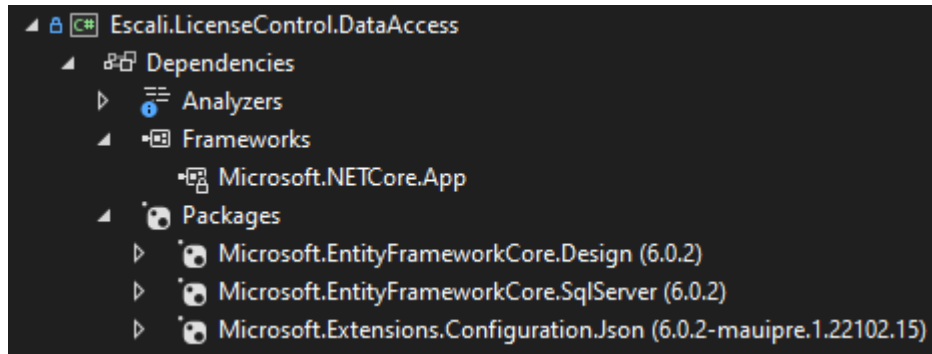 C# Escali.LicenseControl.DataAccess
Dependencies
Analyzers
Frameworks
Microsoft.NETCore.App
Packages
Microsoft.EntityFrameworkCore.Design (6.0.2)
Microsoft.EntityFrameworkCore.SqlServer (6.0.2)
Microsoft.Extensions.Configuration.Json (6.0.2-mauipre.1.22102.15)